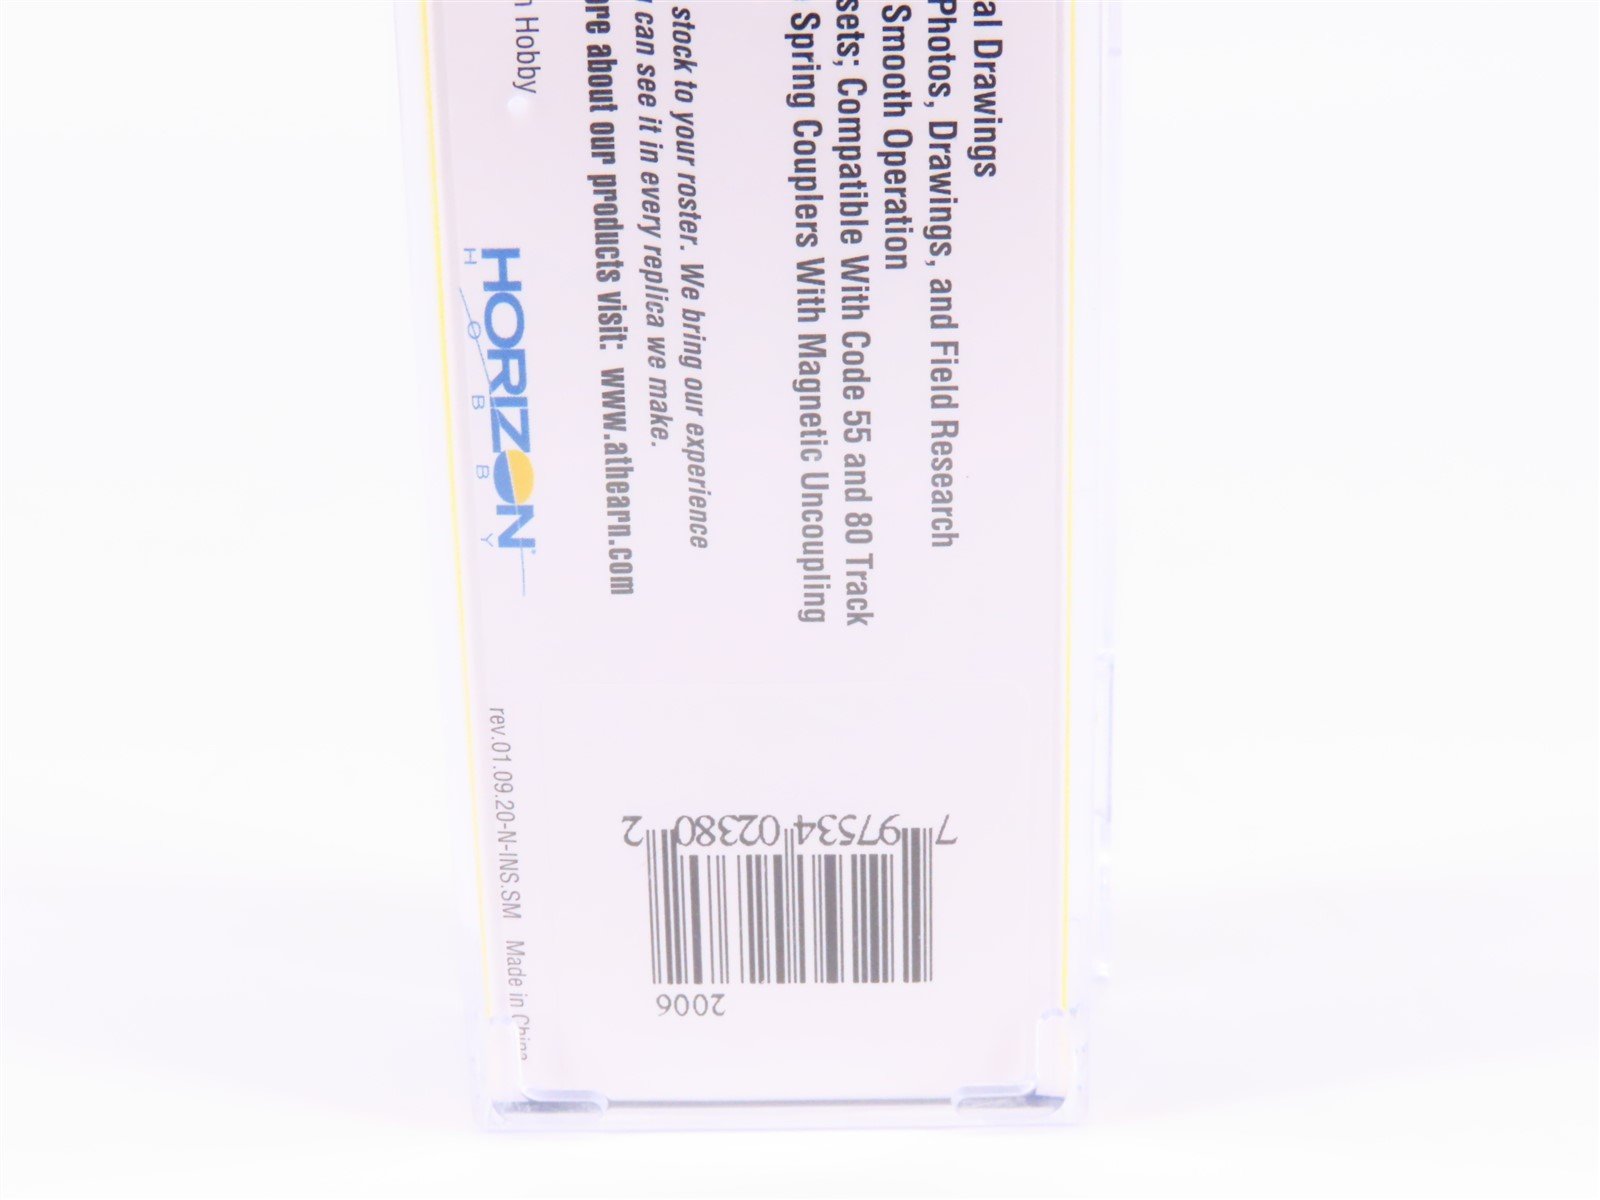 al Drawings
Photos, Drawings, and Field Research
Smooth Operation
sets; Compatible With Code 55 and 80 Track
Spring Couplers With Magnetic Uncoupling
stock to your roster. We bring our experience
can see it in every replica we make.
ore about our products visit: www.athearn.com
n Hobby
HORIZON
HOBBY
rev.01.09.20-N-INS.SM Made in China
7 97534 02380 2
2006